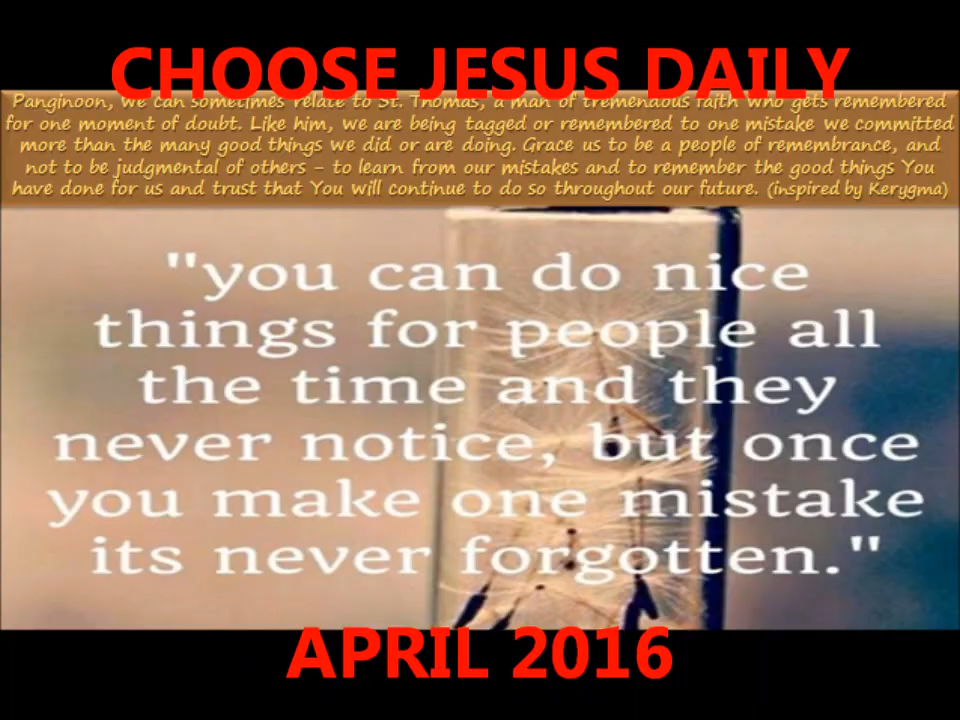 CHOOSE JESUS DAILY
Panginoon, we can sometimes relate to St. Thomas, a man of tremendous faith who gets remembered
for one moment of doubt. Like him, we are being tagged or remembered to one mistake we committed
more than the many good things we did or are doing. Grace us to be a people of remembrance, and
not to be judgmental of others – to learn from our mistakes and to remember the good things You
have done for us and trust that You will continue to do so throughout our future. (inspired by Kerygma)
"you can do nice
things for people all
the time and they
never notice, but once
you make one mistake
its never forgotten."
APRIL 2016